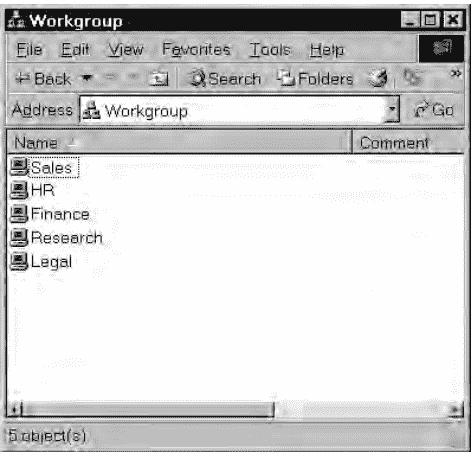 Workgroup
File Edit View Favorites Tools Help
Back Search Folders »
Address Workgroup Go
Name Comment
Sales
HR
Finance
Research
Legal
5 object(s)